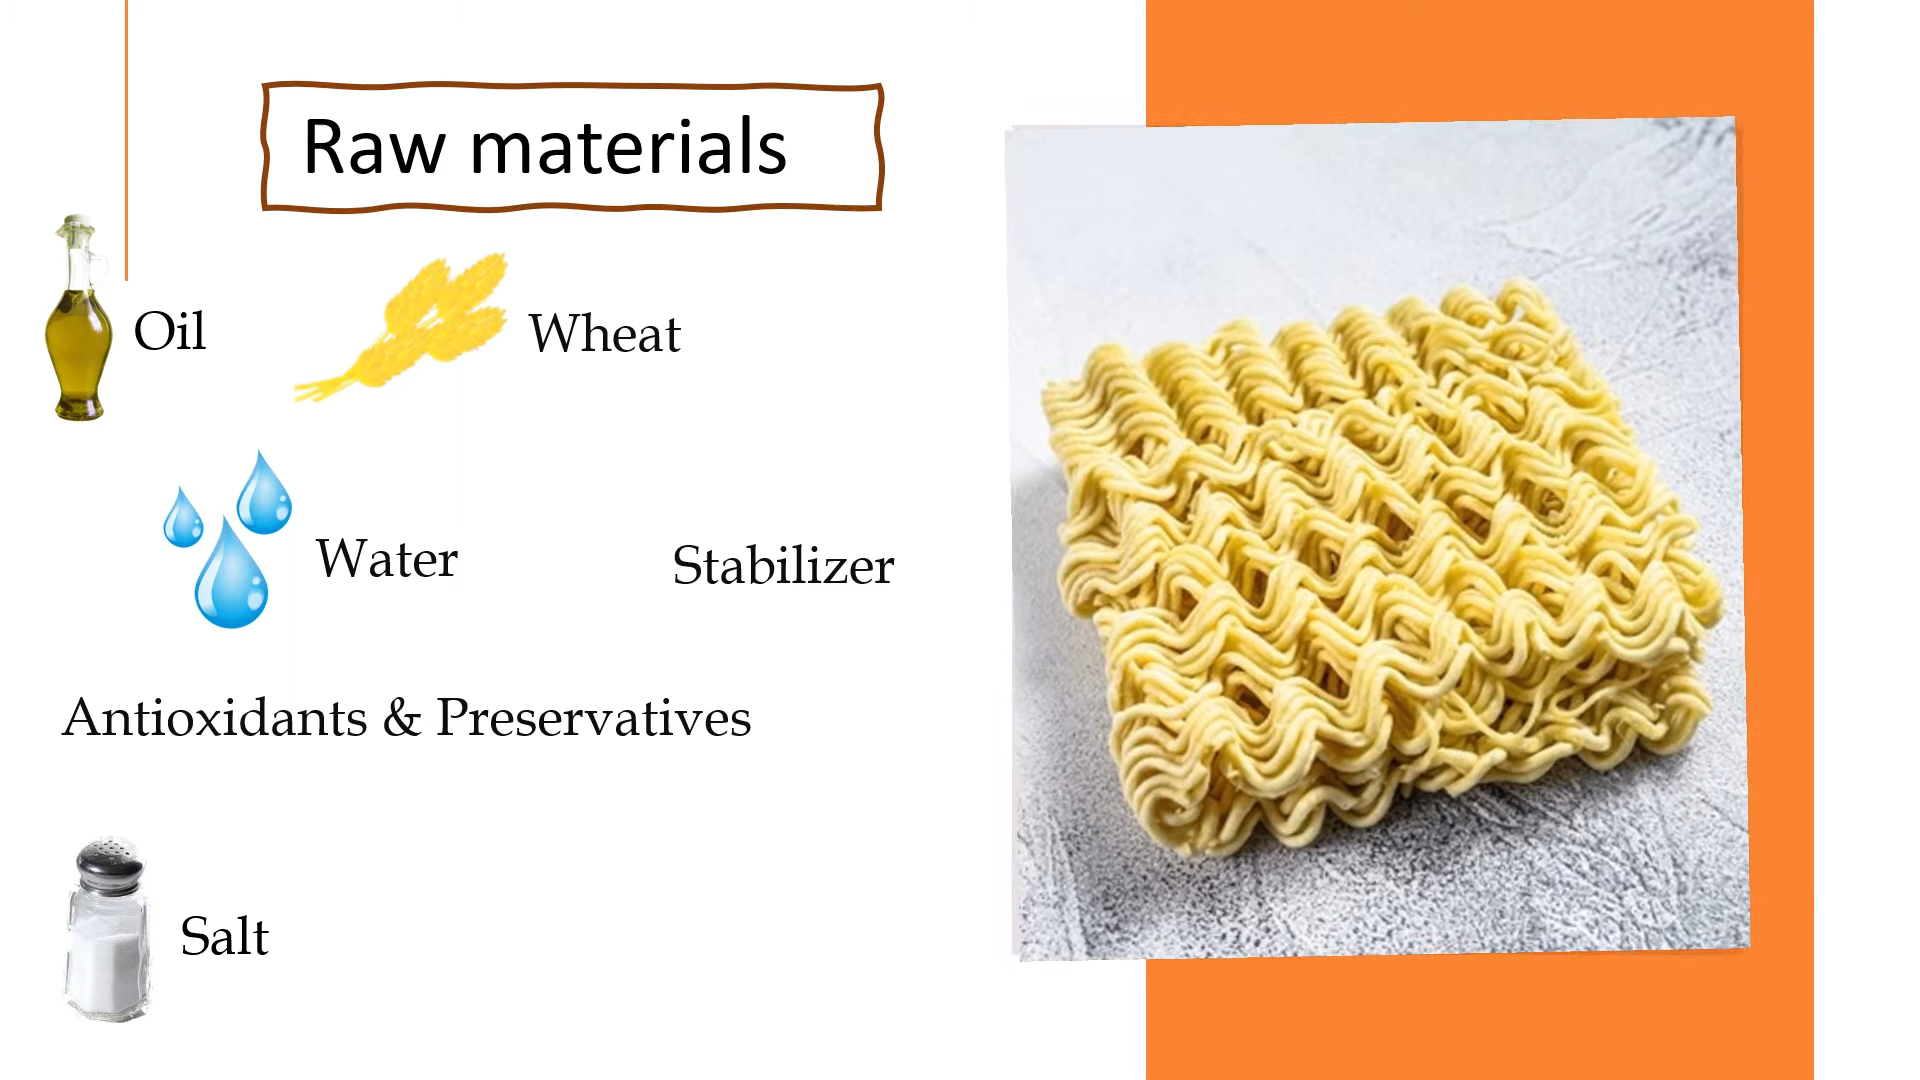 Raw materials
Oil
Wheat
Water
Stabilizer
Antioxidants & Preservatives
Salt